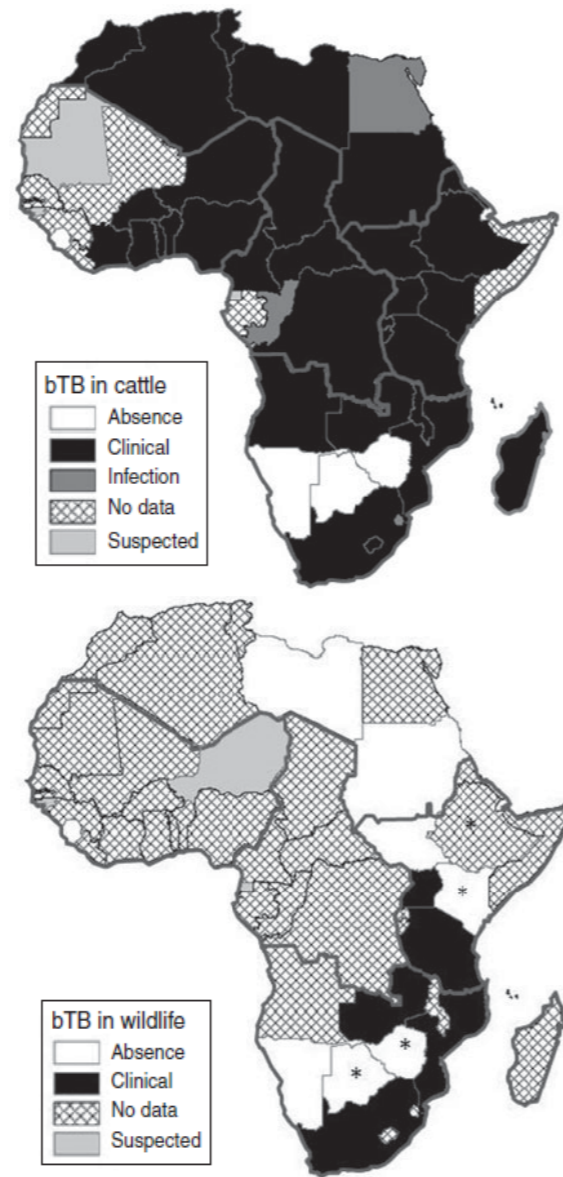 bTB in cattle
Absence
Clinical
Infection
No data
Suspected
*
*
*
*
bTB in wildlife
Absence
Clinical
No data
Suspected